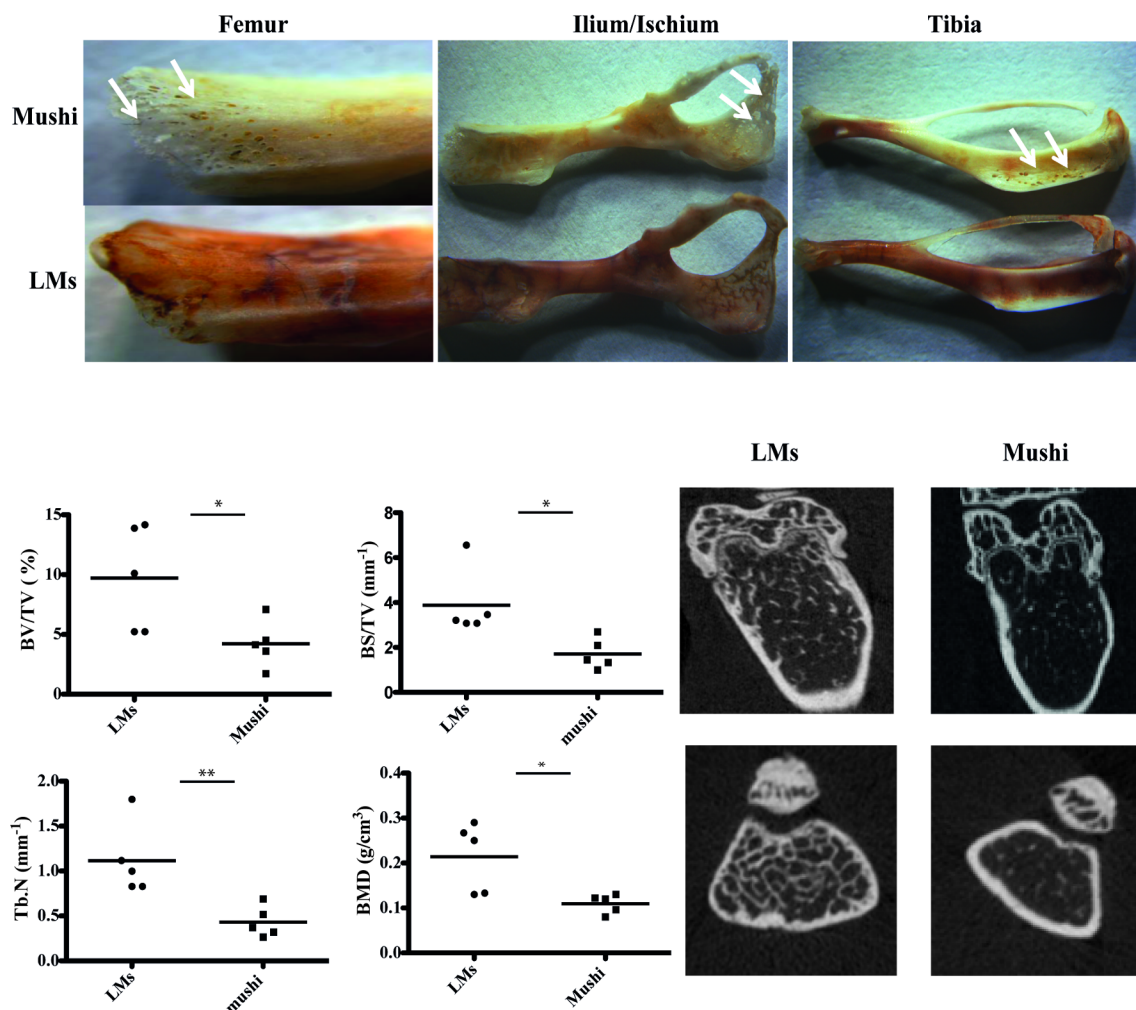 Femur
Ilium/Ischium
Tibia
Mushi
LMs
LMs
Mushi
*
15
10
5
0
BV/TV ( %)
LMs
Mushi
*
8
6
4
2
0
BS/TV (mm-1)
LMs
mushi
**
2.0
1.5
1.0
0.5
0.0
Tb.N (mm-1)
LMs
mushi
*
0.4
0.3
0.2
0.1
0.0
BMD (g/cm3)
LMs
Mushi